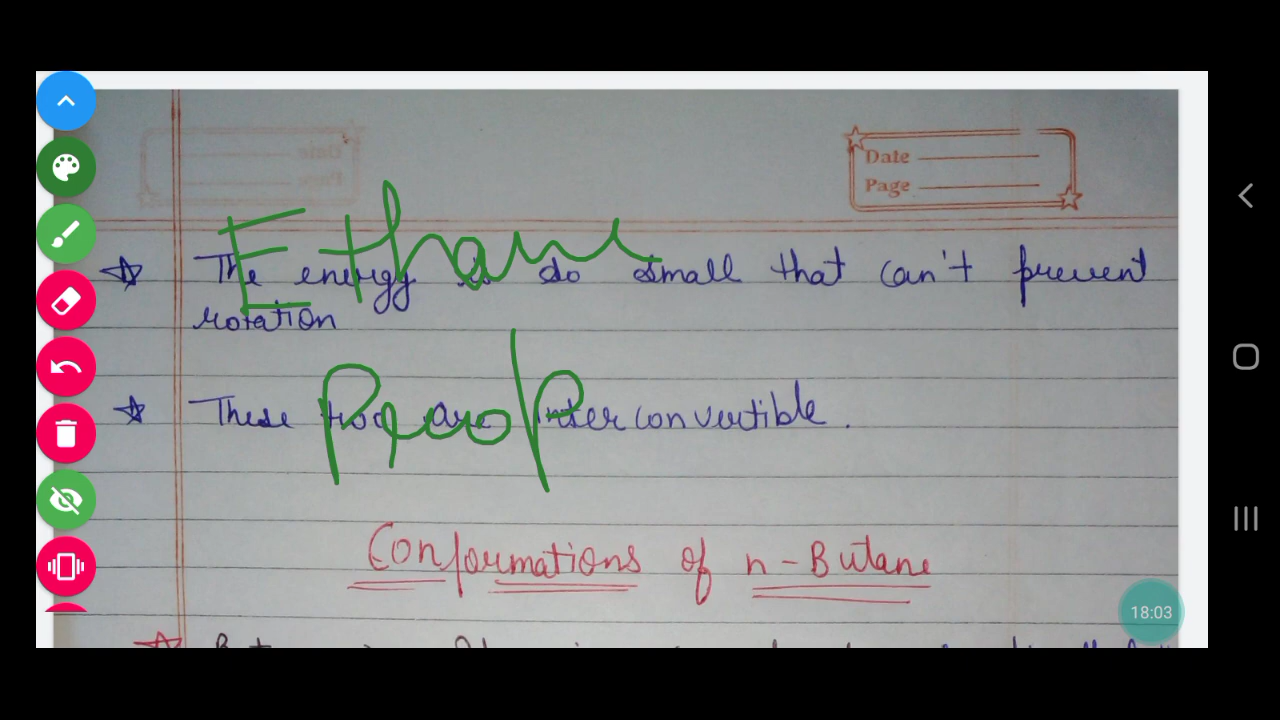 Date
Page
Ethane
The energy is so small that can't prevent
rotation
Prop
These two are interconvertible.
Conformations of n-Butane
18:03